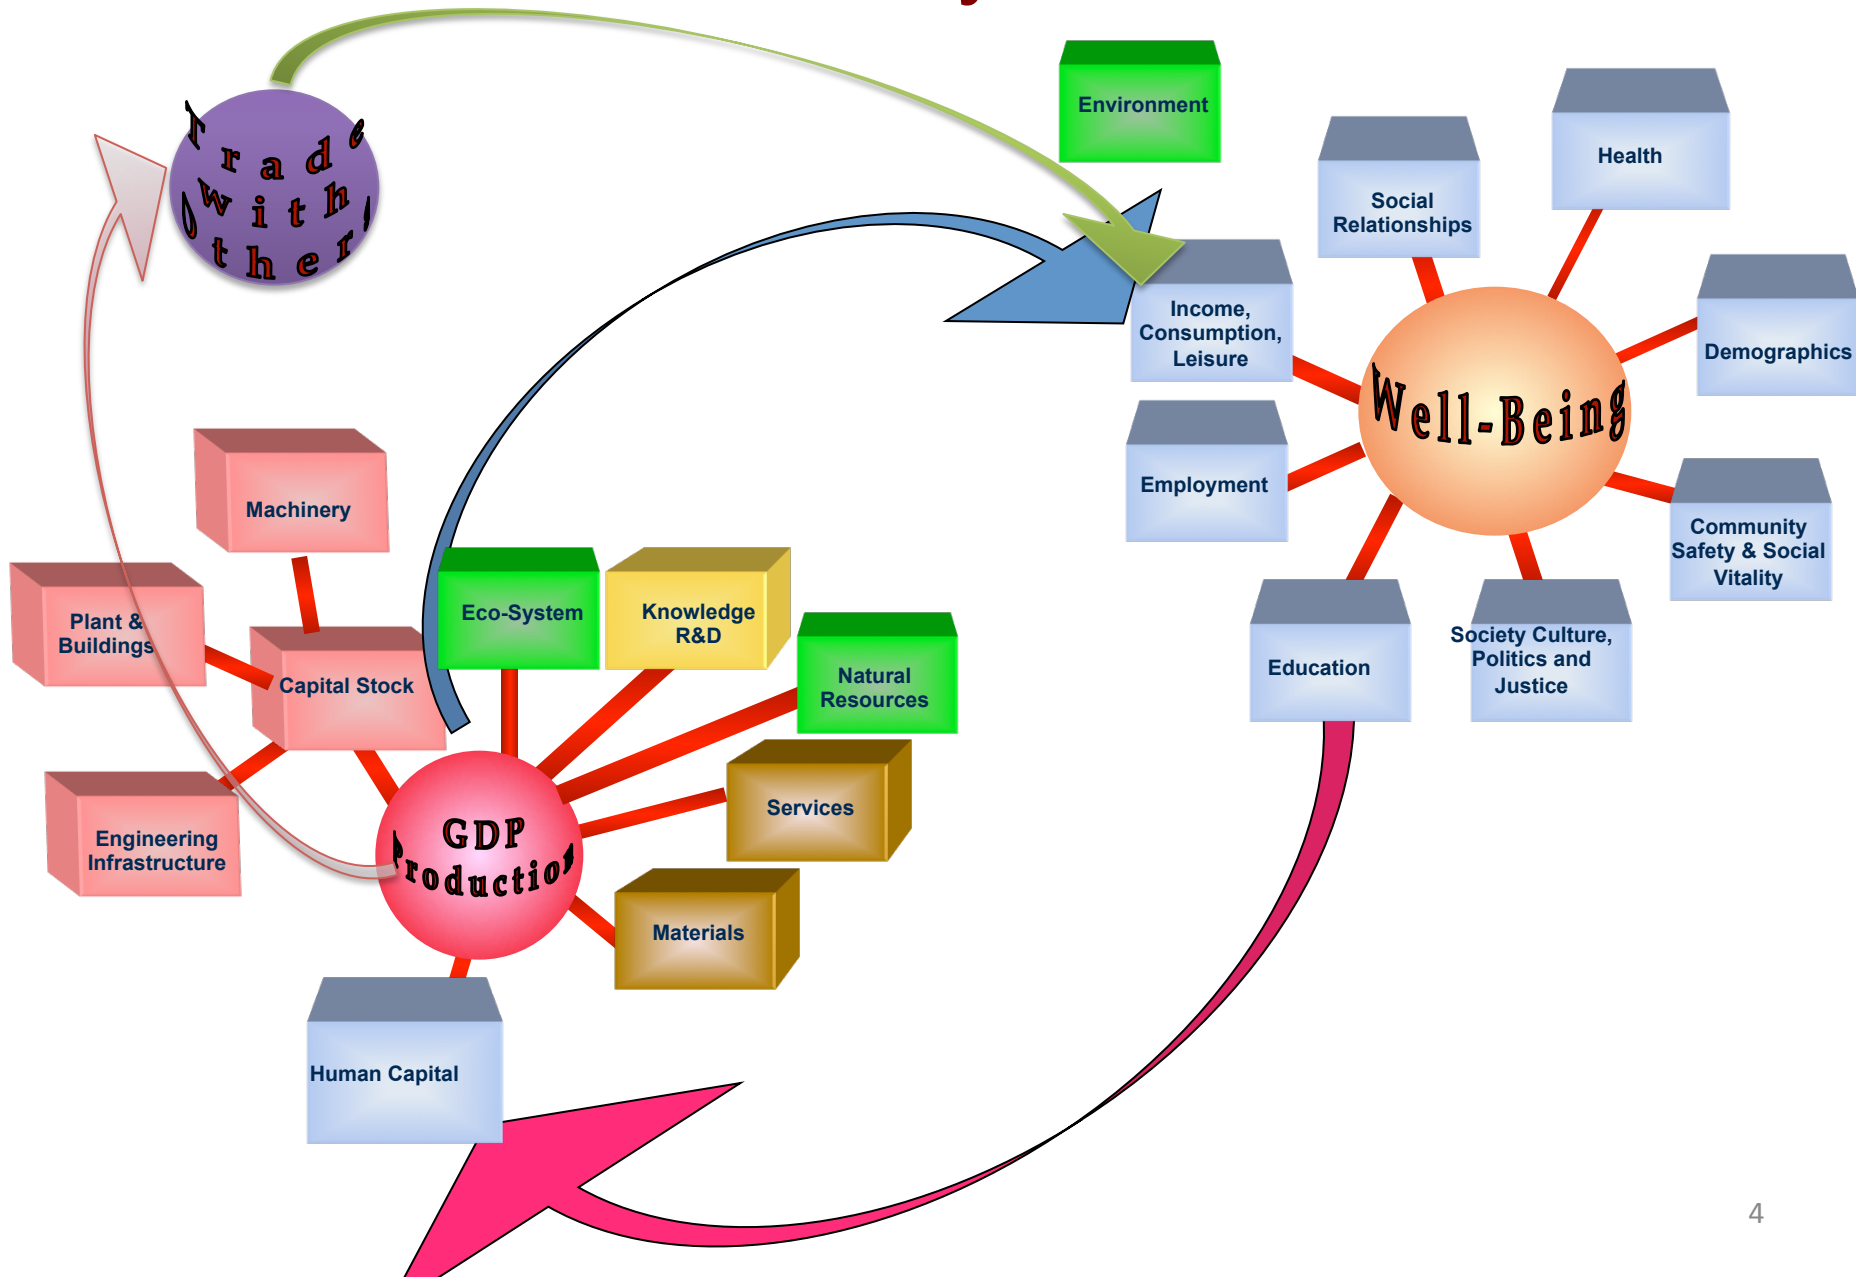 Trade
With
Others
Environment
Health
Social
Relationships
Income,
Consumption,
Leisure
Demographics
Well-Being
Employment
Community
Safety & Social
Vitality
Machinery
Plant &
Buildings
Capital Stock
Eco-System
Knowledge
R&D
Natural
Resources
Education
Society Culture,
Politics and
Justice
Engineering
Infrastructure
GDP
Production
Services
Materials
Human Capital
4